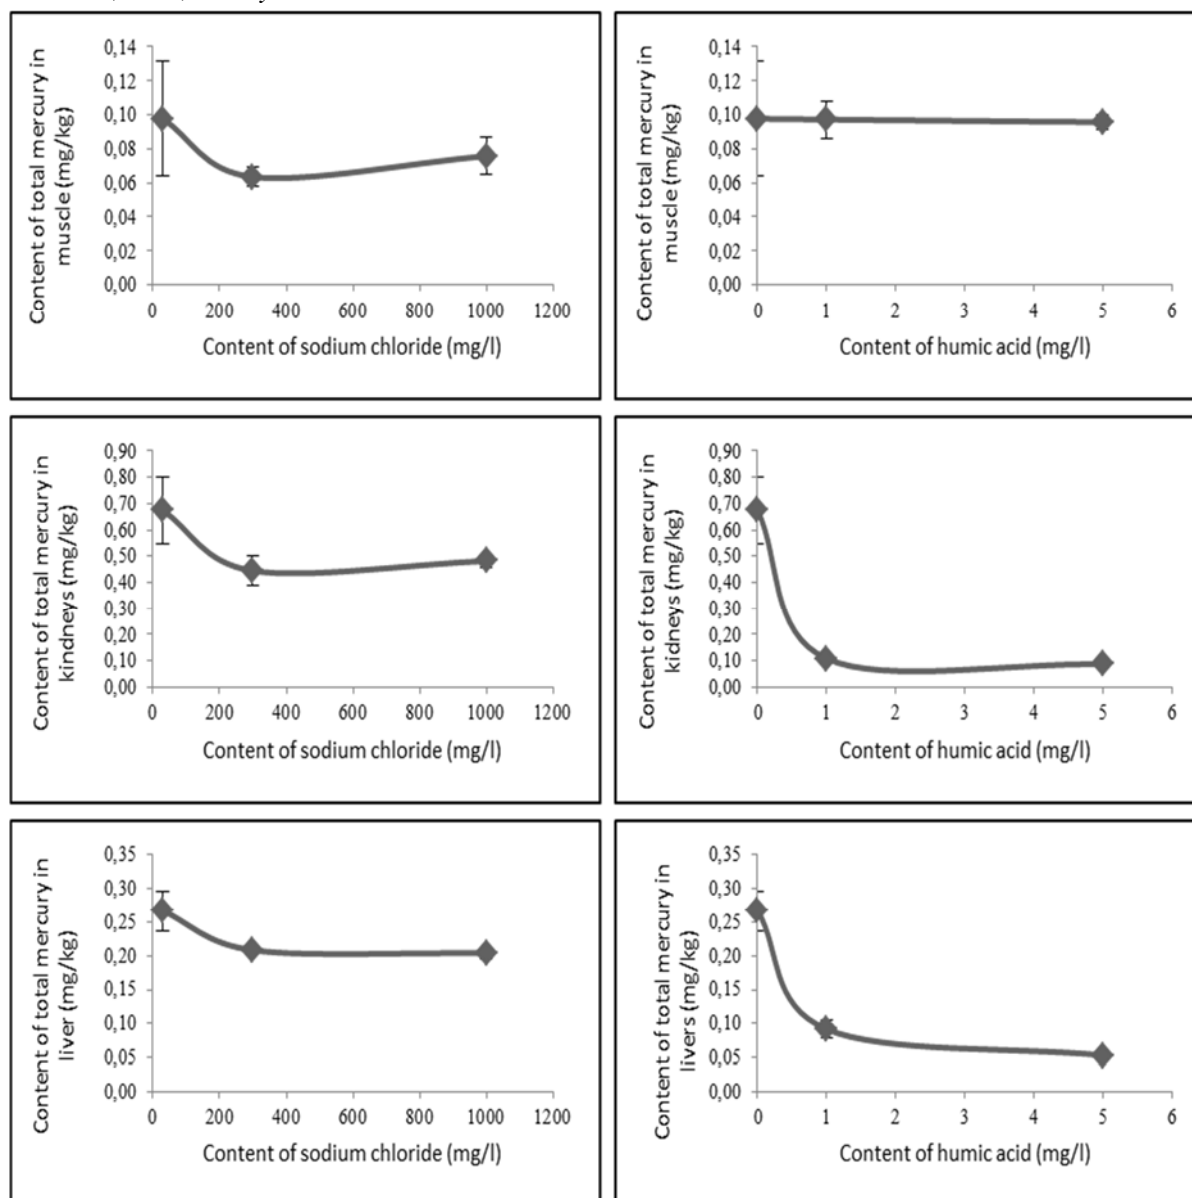 Content of total mercury in
muscle (mg/kg)
0,14
0,12
0,10
0,08
0,06
0,04
0,02
0,00
0 200 400 600 800 1000 1200
Content of sodium chloride (mg/l)
Content of total mercury in
muscle (mg/kg)
0,14
0,12
0,10
0,08
0,06
0,04
0,02
0,00
0 1 2 3 4 5 6
Content of humic acid (mg/l)
Content of total mercury in
kindneys (mg/kg)
0,90
0,80
0,70
0,60
0,50
0,40
0,30
0,20
0,10
0,00
0 200 400 600 800 1000 1200
Content of sodium chloride (mg/l)
Content of total mercury in
kidneys (mg/kg)
0,90
0,80
0,70
0,60
0,50
0,40
0,30
0,20
0,10
0,00
0 1 2 3 4 5 6
Content of humic acid (mg/l)
Content of total mercury in
liver (mg/kg)
0,35
0,30
0,25
0,20
0,15
0,10
0,05
0,00
0 200 400 600 800 1000 1200
Content of sodium chloride (mg/l)
Content of total mercury in
livers (mg/kg)
0,35
0,30
0,25
0,20
0,15
0,10
0,05
0,00
0 1 2 3 4 5 6
Content of humic acid (mg/l)